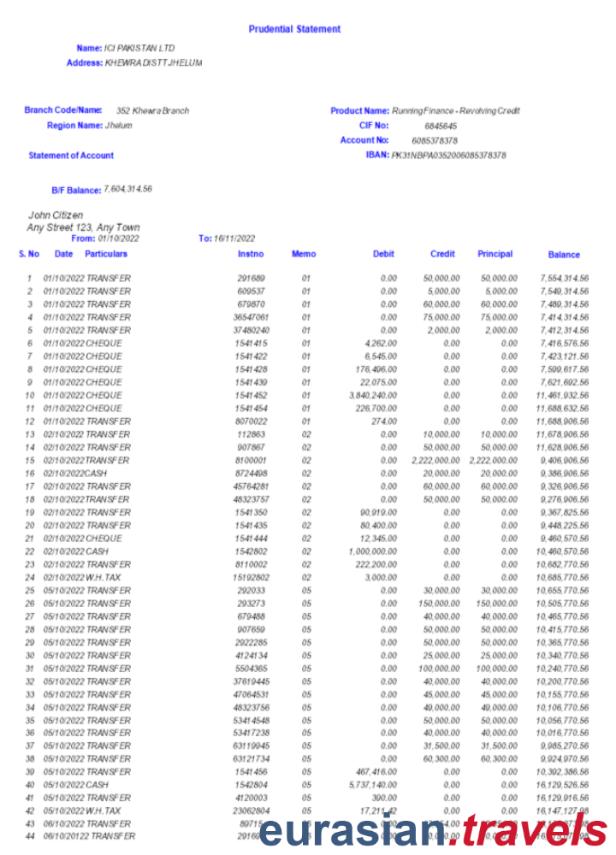 Prudential Statement
Name: ICI PAKISTAN LTD
Address: KHEWRA DISTT JHELUM
Branch Code/Name: 352 Khewra Branch Product Name: Running Finance - Revolving Credit
Region Name: Jhelum CIF No: 6845645
Account No: 6085378378
Statement of Account IBAN: PK31NBPA0352006085378378
B/F Balance: 7,604,314.56
John Citizen
Any Street 123, Any Town
From: 01/10/2022 To: 16/11/2022
S. No Date Particulars Instno Memo Debit Credit Principal Balance
1 01/10/2022 TRANSFER 291689 01 0.00 50,000.00 50,000.00 7,554,314.56
2 01/10/2022 TRANSFER 609537 01 0.00 5,000.00 5,000.00 7,549,314.56
3 01/10/2022 TRANSFER 679870 01 0.00 60,000.00 60,000.00 7,489,314.56
4 01/10/2022 TRANSFER 36547061 01 0.00 75,000.00 75,000.00 7,414,314.56
5 01/10/2022 TRANSFER 37480240 01 0.00 2,000.00 2,000.00 7,412,314.56
6 01/10/2022 CHEQUE 1541415 01 4,262.00 0.00 0.00 7,416,576.56
7 01/10/2022 CHEQUE 1541422 01 6,545.00 0.00 0.00 7,423,121.56
8 01/10/2022 CHEQUE 1541428 01 176,496.00 0.00 0.00 7,599,617.56
9 01/10/2022 CHEQUE 1541439 01 22,075.00 0.00 0.00 7,621,692.56
10 01/10/2022 CHEQUE 1541452 01 3,840,240.00 0.00 0.00 11,461,932.56
11 01/10/2022 CHEQUE 1541454 01 226,700.00 0.00 0.00 11,688,632.56
12 01/10/2022 TRANSFER 8070022 01 274.00 0.00 0.00 11,688,906.56
13 02/10/2022 TRANSFER 112863 02 0.00 10,000.00 10,000.00 11,678,906.56
14 02/10/2022 TRANSFER 907867 02 0.00 50,000.00 50,000.00 11,628,906.56
15 02/10/2022 TRANSFER 8100001 02 0.00 2,222,000.00 2,222,000.00 9,406,906.56
16 02/10/2022CASH 8724498 02 0.00 20,000.00 20,000.00 9,386,906.56
17 02/10/2022 TRANSFER 45764281 02 0.00 60,000.00 60,000.00 9,326,906.56
18 02/10/2022TRANSFER 48323757 02 0.00 50,000.00 50,000.00 9,276,906.56
19 02/10/2022 TRANSFER 1541350 02 90,919.00 0.00 0.00 9,367,825.56
20 02/10/2022 TRANSFER 1541435 02 80,400.00 0.00 0.00 9,448,225.56
21 02/10/2022 CHEQUE 1541444 02 12,345.00 0.00 0.00 9,460,570.56
22 02/10/2022 CASH 1542802 02 1,000,000.00 0.00 0.00 10,460,570.56
23 02/10/2022 TRANSFER 8110002 02 222,200.00 0.00 0.00 10,682,770.56
24 02/10/2022 W.H.TAX 15192802 02 3,000.00 0.00 0.00 10,685,770.56
25 05/10/2022 TRANSFER 292033 05 0.00 30,000.00 30,000.00 10,655,770.56
26 05/10/2022 TRANSFER 293273 05 0.00 150,000.00 150,000.00 10,505,770.56
27 05/10/2022 TRANSFER 679488 05 0.00 40,000.00 40,000.00 10,465,770.56
28 05/10/2022 TRANSFER 907659 05 0.00 50,000.00 50,000.00 10,415,770.56
29 05/10/2022 TRANSFER 2922285 05 0.00 50,000.00 50,000.00 10,365,770.56
30 05/10/2022 TRANSFER 4124134 05 0.00 25,000.00 25,000.00 10,340,770.56
31 05/10/2022 TRANSFER 5504365 05 0.00 100,000.00 100,000.00 10,240,770.56
32 05/10/2022 TRANSFER 37619445 05 0.00 40,000.00 40,000.00 10,200,770.56
33 05/10/2022 TRANSFER 47064531 05 0.00 45,000.00 45,000.00 10,155,770.56
34 05/10/2022 TRANSFER 48323756 05 0.00 49,000.00 49,000.00 10,106,770.56
35 05/10/2022 TRANSFER 53414548 05 0.00 50,000.00 50,000.00 10,056,770.56
36 05/10/2022 TRANSFER 53417238 05 0.00 40,000.00 40,000.00 10,016,770.56
37 05/10/2022 TRANSFER 63119945 05 0.00 31,500.00 31,500.00 9,985,270.56
38 05/10/2022 TRANSFER 63121734 05 0.00 60,300.00 60,300.00 9,924,970.56
39 05/10/2022 TRANSFER 1541456 05 467,416.00 0.00 0.00 10,392,386.56
40 05/10/2022 CASH 1542804 05 5,737,140.00 0.00 0.00 16,129,526.56
41 05/10/2022 TRANSFER 4120003 05 390.00 0.00 0.00 16,129,916.56
42 05/10/2022 W.H.TAX 23062804 05 17,211.42 0.00 0.00 16,147,127.98
43 06/10/2022 TRANSFER
44 06/10/20122 TRANSFER
eurasian.travels